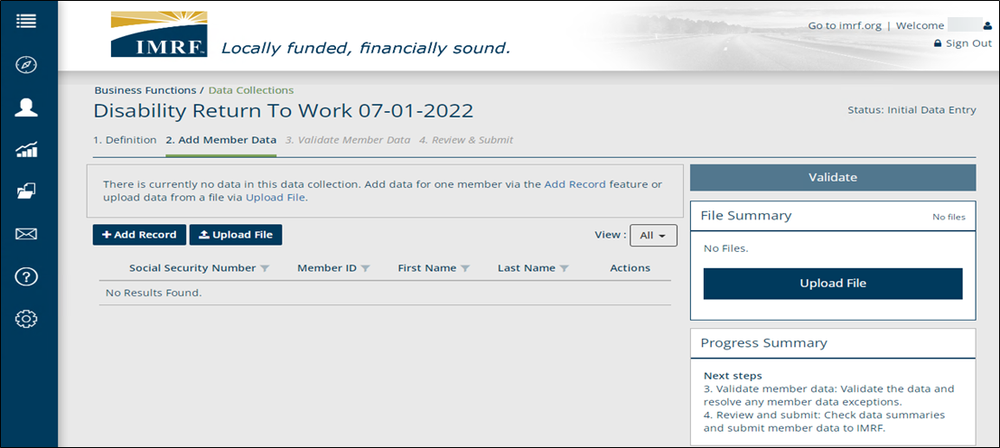 IMRF
Locally funded, financially sound.
Go to imrf.org | Welcome
Sign Out
Business Functions / Data Collections
Disability Return To Work 07-01-2022
Status: Initial Data Entry
1. Definition 2. Add Member Data 3. Validate Member Data 4. Review & Submit
There is currently no data in this data collection. Add data for one member via the Add Record feature or
upload data from a file via Upload File.
+ Add Record Upload File
View : All
Social Security Number Member ID First Name Last Name Actions
No Results Found.
Validate
File Summary No files
No Files.
Upload File
Progress Summary
Next steps
3. Validate member data: Validate the data and
resolve any member data exceptions.
4. Review and submit: Check data summaries
and submit member data to IMRF.